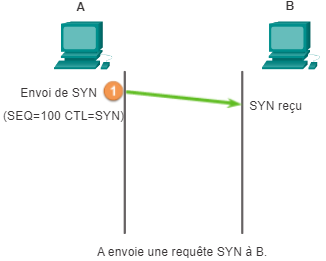 A
B
Envoi de SYN
1
(SEQ=100 CTL=SYN)
SYN reçu
A envoie une requête SYN à B.